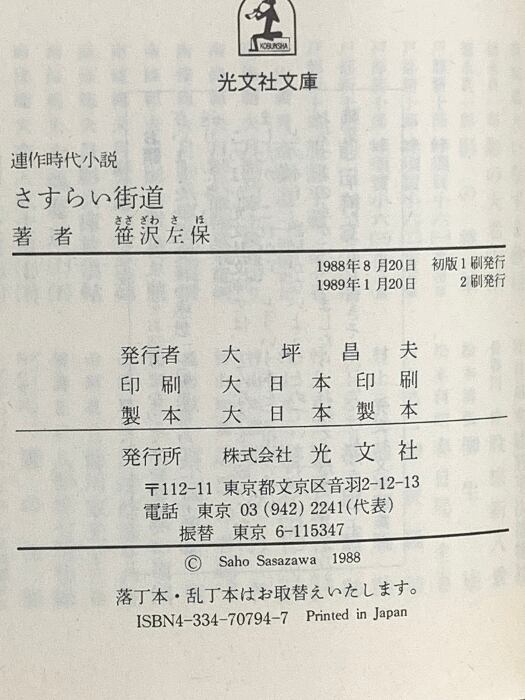 KOBUNSHA
光文社文庫
連作時代小説
さすらい街道
著者 笹沢左保
ささ ざわ さ ほ
1988年8月20日 初版1刷発行
1989年1月20日 2刷発行
発行者 大坪昌夫
印刷 大日本印刷
製本 大日本製本
発行所 株式会社 光文社
〒112-11 東京都文京区音羽2-12-13
電話 東京 03(942)2241(代表)
振替 東京 6-115347
© Saho Sasazawa 1988
落丁本・乱丁本はお取替えいたします。
ISBN4-334-70794-7 Printed in Japan